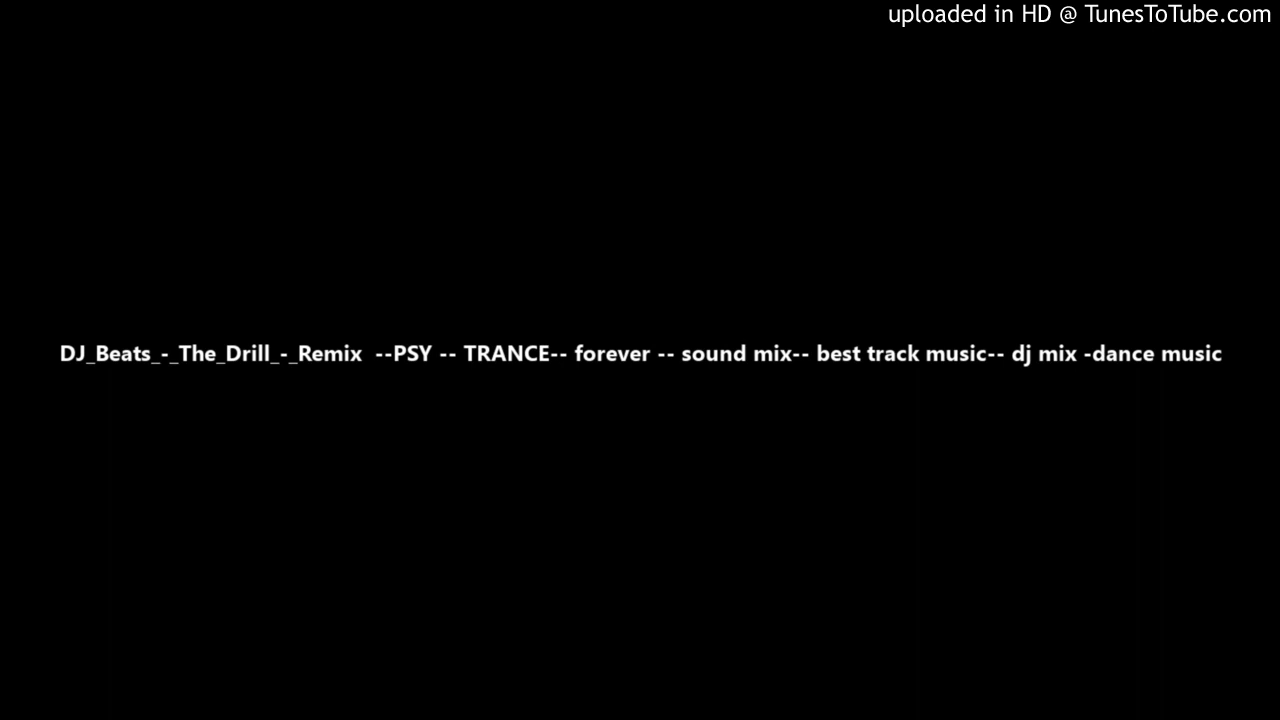 uploaded in HD @ TunesToTube.com
DJ_Beats_-_The_Drill_-_Remix  --PSY -- TRANCE-- forever -- sound mix-- best track music-- dj mix -dance music